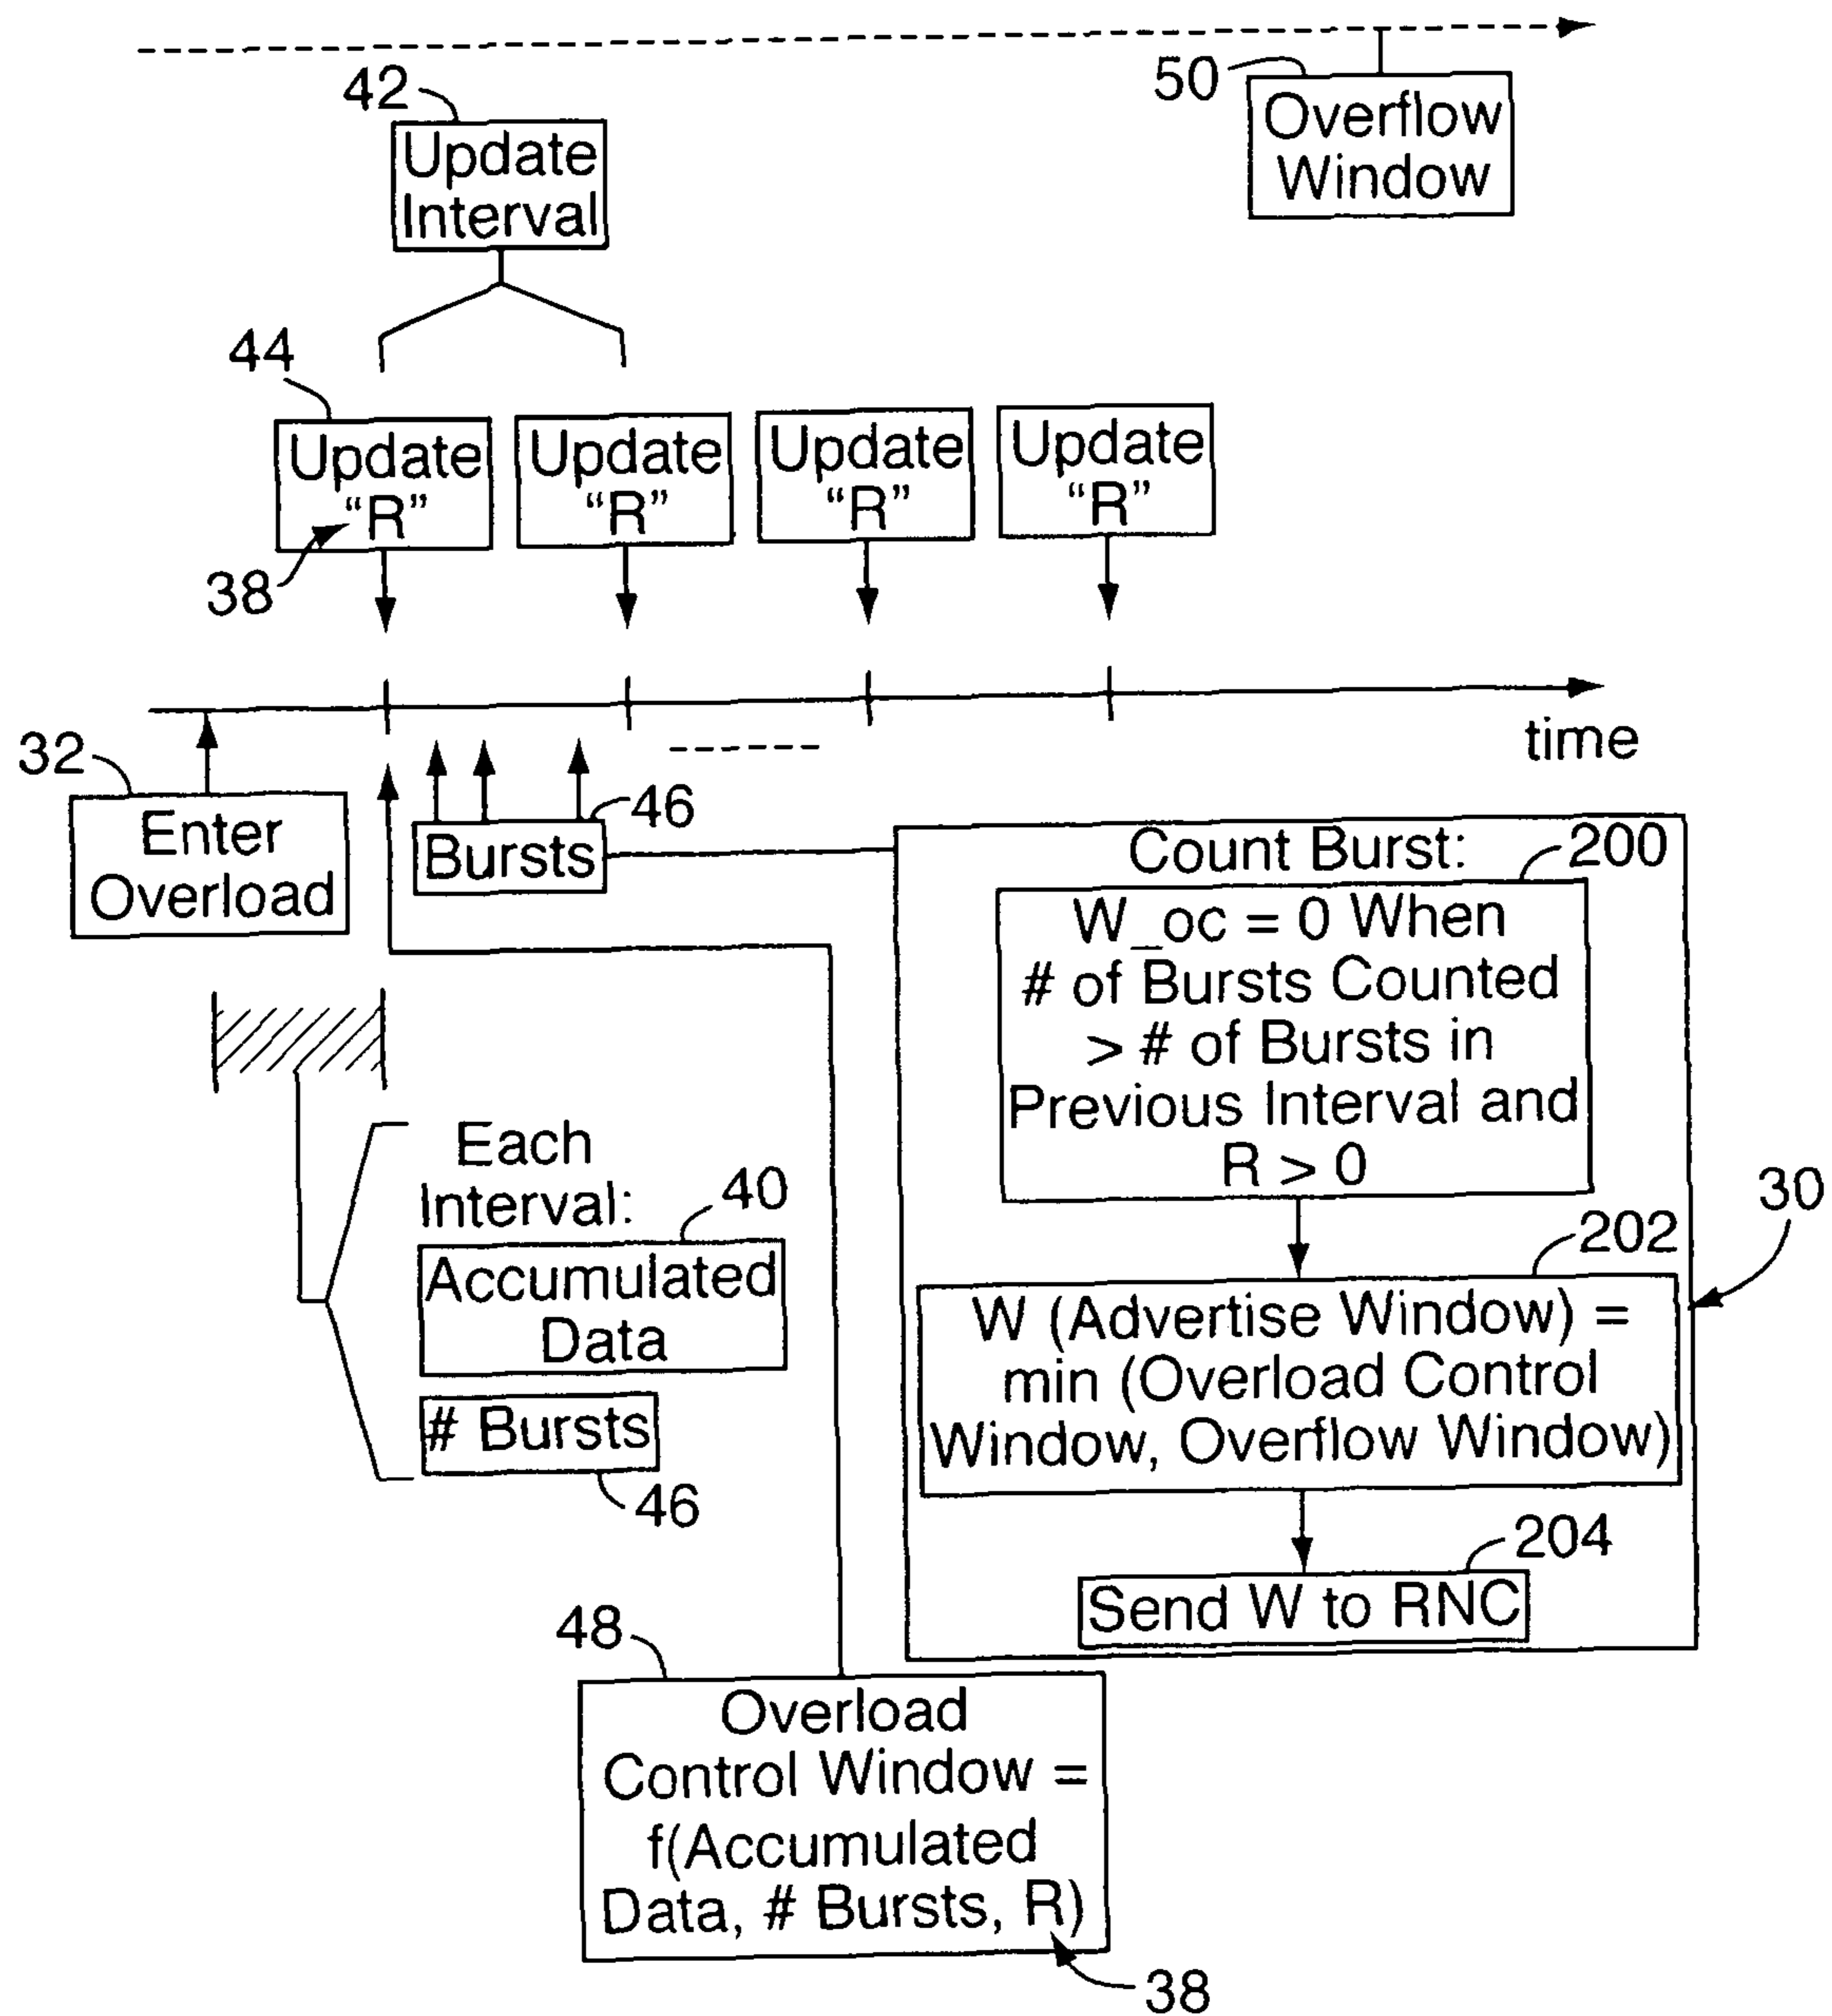 50
Overflow
Window
42
Update
Interval
44
Update
“R”
Update
“R”
Update
“R”
Update
“R”
38
time
32
Enter
Overload
46
Bursts
Count Burst:
200
W_oc = 0 When
# of Bursts Counted
> # of Bursts in
Previous Interval and
R > 0
30
202
W (Advertise Window) =
min (Overload Control
Window, Overflow Window)
204
Send W to RNC
Each
Interval:
40
Accumulated
Data
# Bursts
46
48
Overload
Control Window =
f(Accumulated
Data, # Bursts, R)
38